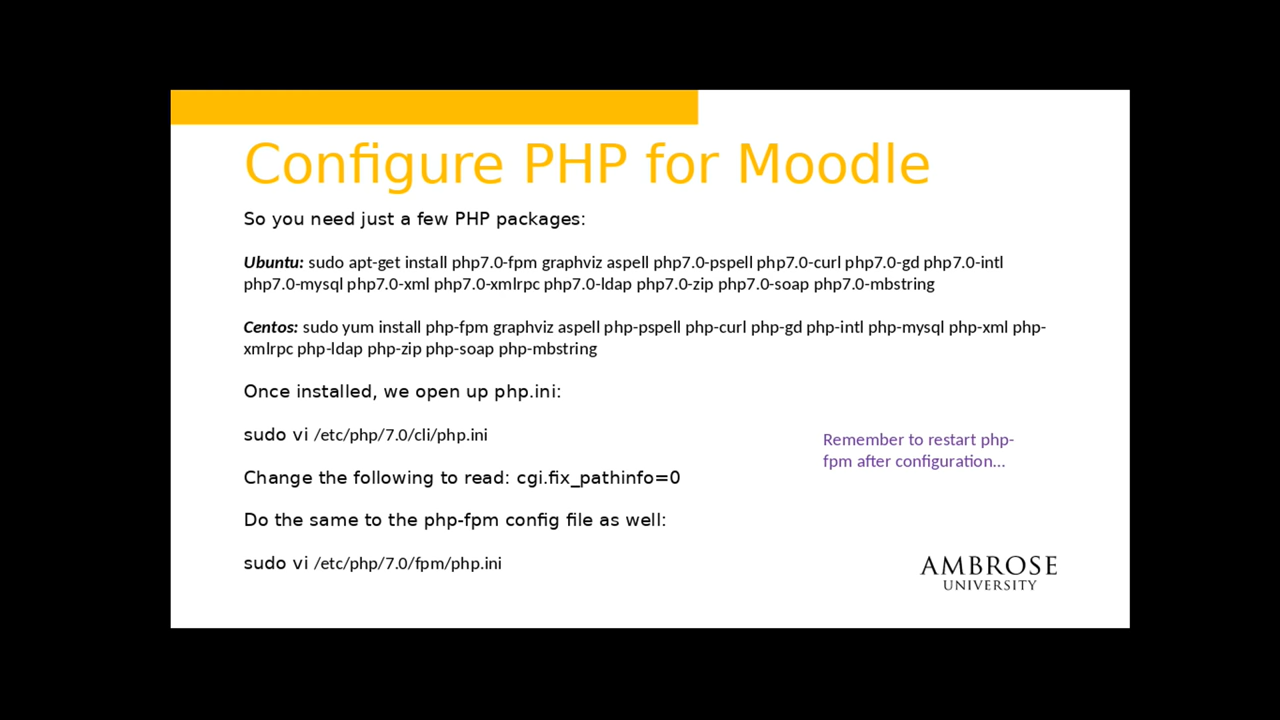 Configure PHP for Moodle
So you need just a few PHP packages:
Ubuntu: sudo apt-get install php7.0-fpm graphviz aspell php7.0-pspell php7.0-curl php7.0-gd php7.0-intl
php7.0-mysql php7.0-xml php7.0-xmlrpc php7.0-ldap php7.0-zip php7.0-soap php7.0-mbstring
Centos: sudo yum install php-fpm graphviz aspell php-pspell php-curl php-gd php-intl php-mysql php-xml php-
xmlrpc php-ldap php-zip php-soap php-mbstring
Once installed, we open up php.ini:
sudo vi /etc/php/7.0/cli/php.ini
Remember to restart php-
fpm after configuration...
Change the following to read: cgi.fix_pathinfo=0
Do the same to the php-fpm config file as well:
sudo vi /etc/php/7.0/fpm/php.ini
AMBROSE
UNIVERSITY